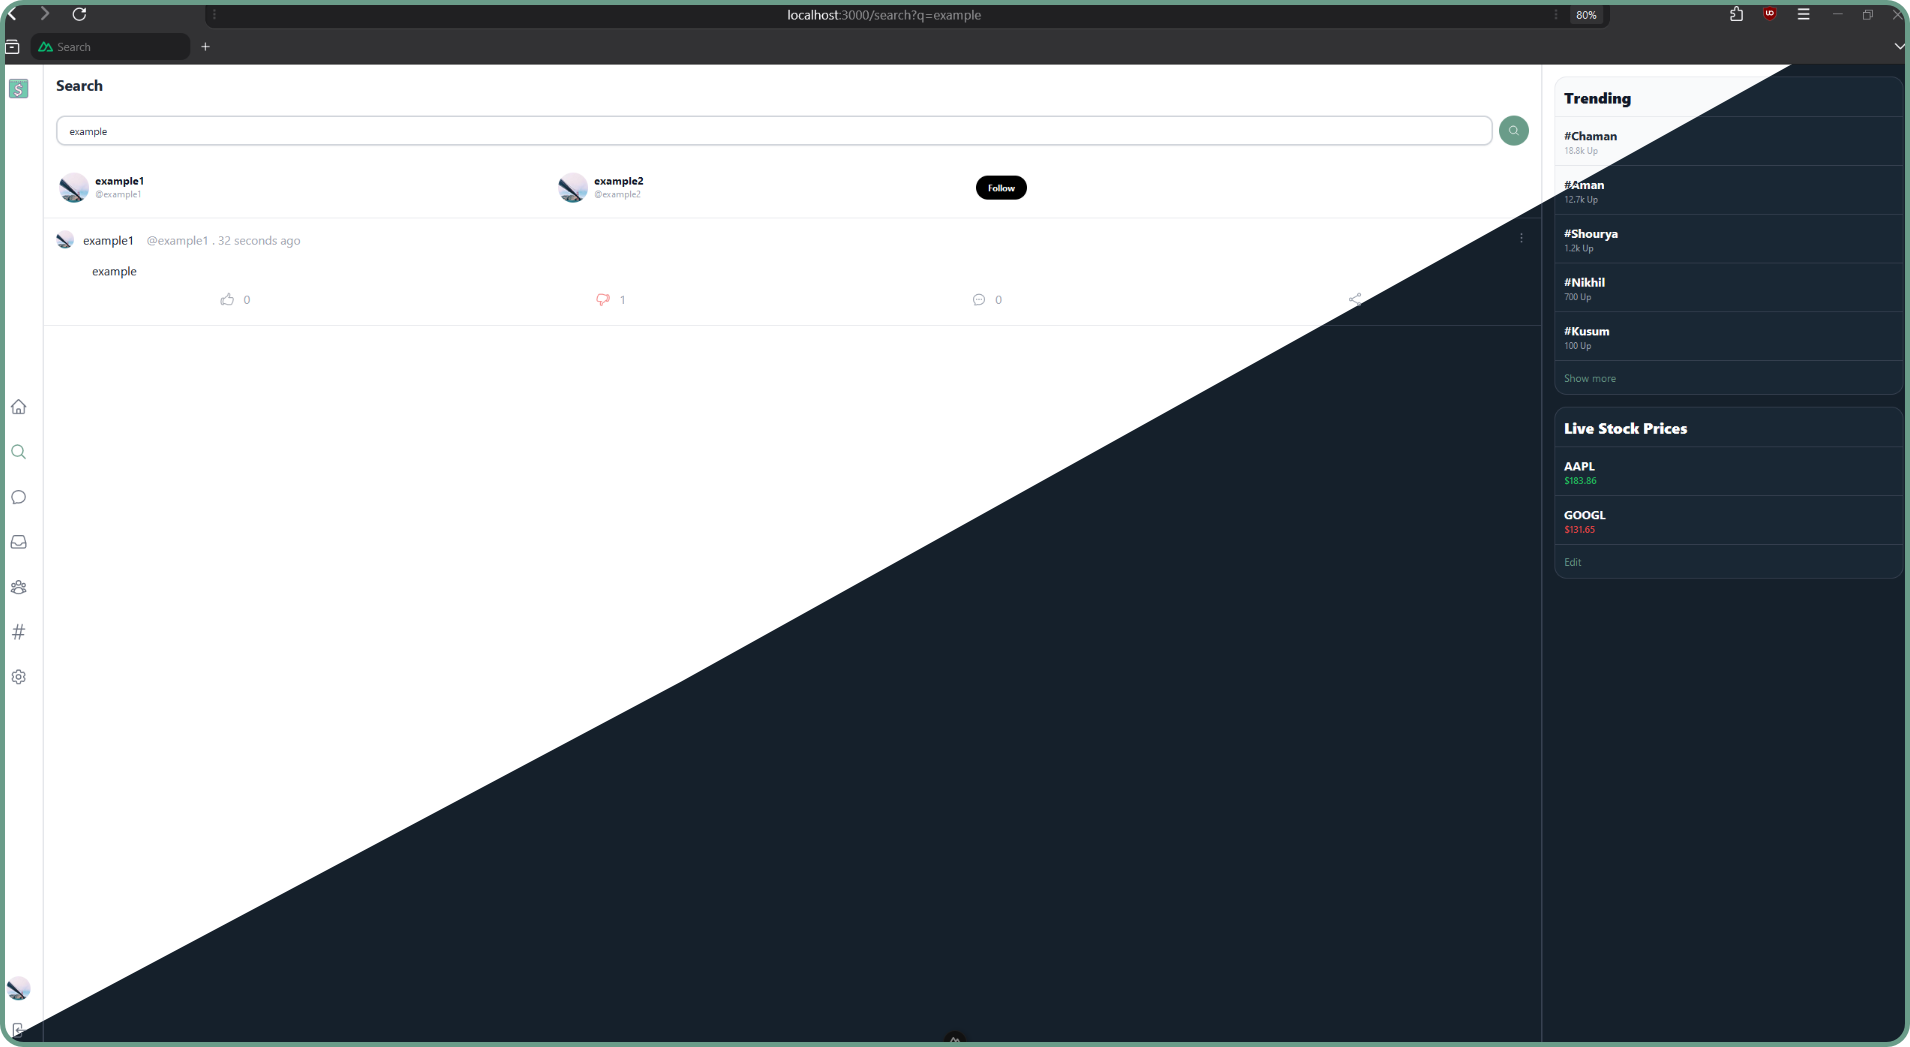 localhost:3000/search?q=example
80%
Search
Search
example
example1
@example1
example2
@example2
Follow
example1 @example1 . 32 seconds ago
example
0
1
0
Trending
#Chaman
18.8k Up
#Aman
12.7k Up
#Shourya
1.2k Up
#Nikhil
700 Up
#Kusum
100 Up
Show more
Live Stock Prices
AAPL
$183.86
GOOGL
$131.65
Edit